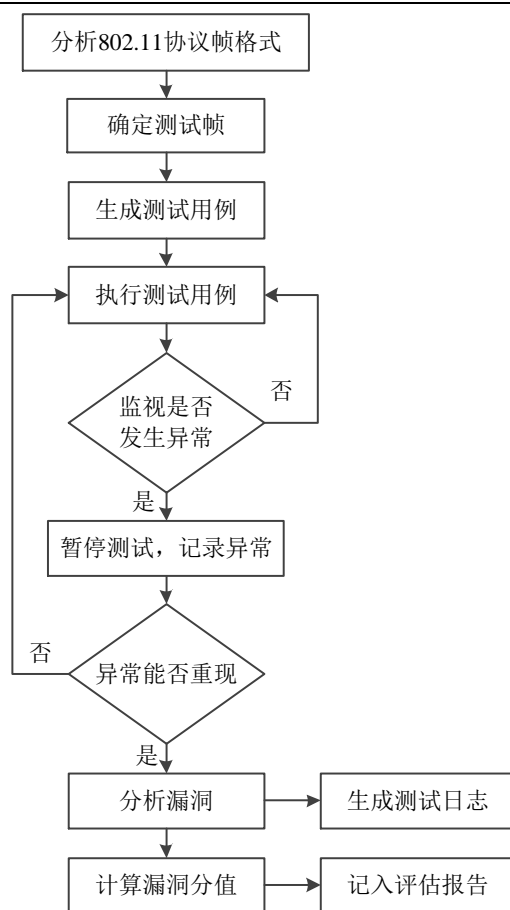 分析802.11协议帧格式
确定测试帧
生成测试用例
执行测试用例
监视是否
发生异常
否
是
暂停测试，记录异常
异常能否重现
否
是
分析漏洞
生成测试日志
计算漏洞分值
记入评估报告